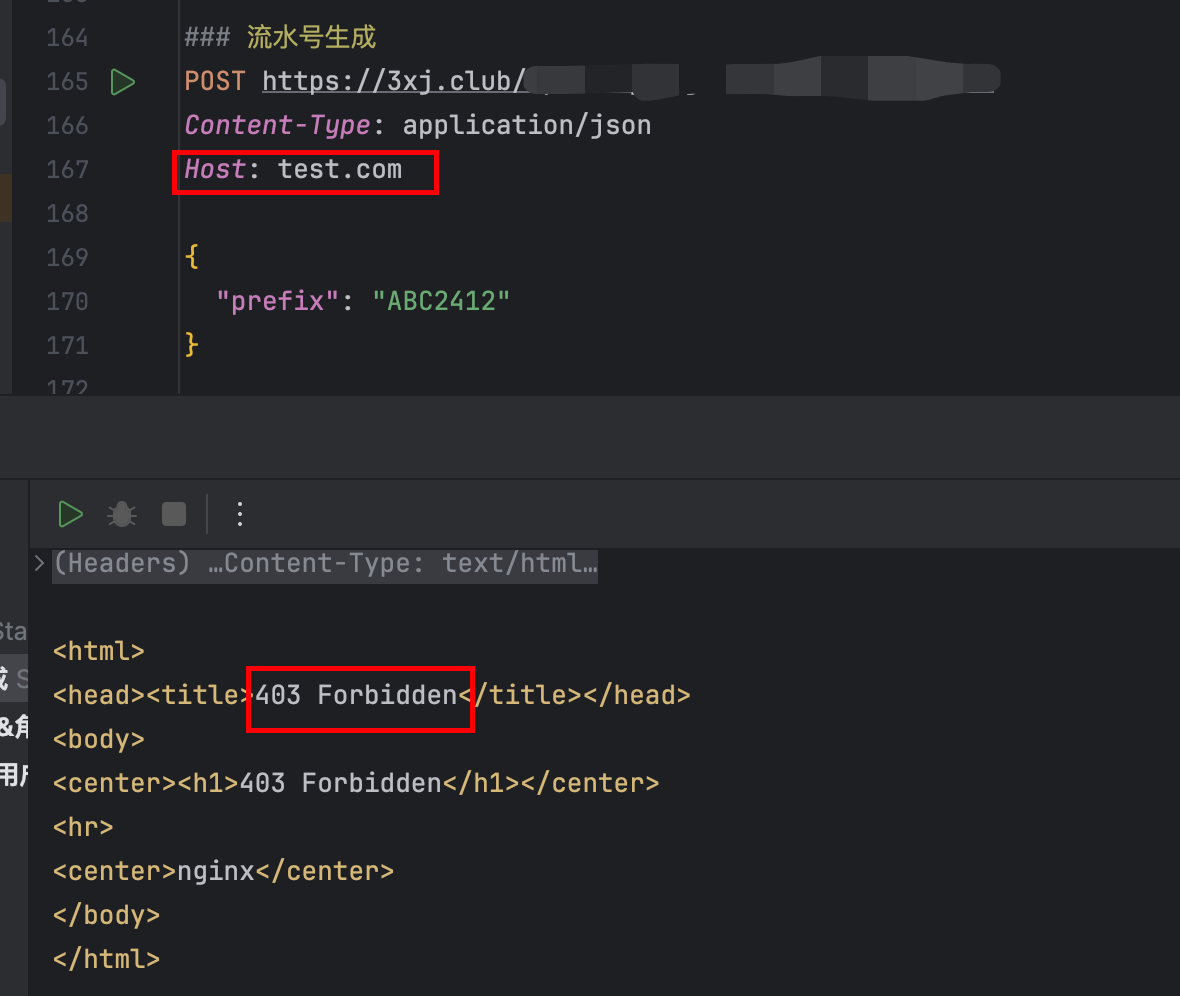 164 ### 流水号生成
165 POST https://3xj.club/
166 Content-Type: application/json
167 Host: test.com
168
169 {
170 "prefix": "ABC2412"
171 }
172
(Headers) …Content-Type: text/html…
<html>
<head><title>403 Forbidden</title></head>
<body>
<center><h1>403 Forbidden</h1></center>
<hr>
<center>nginx</center>
</body>
</html>
Sta
S
&角
用户